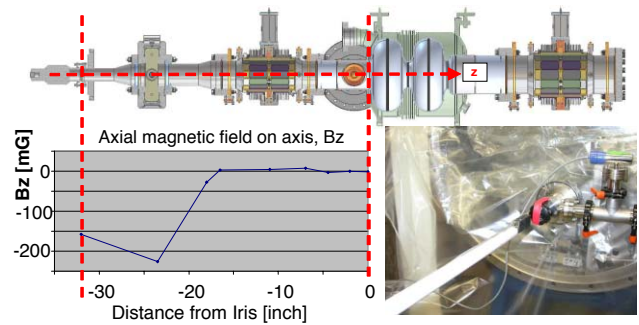 z
Axial magnetic field on axis, Bz
Bz [mG]
0
-100
-200
-30
-20
-10
0
Distance from Iris [inch]